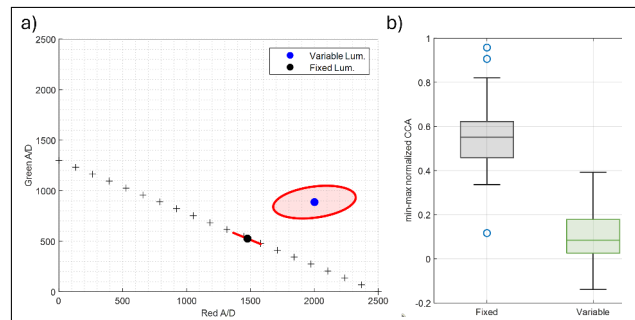 a)
2500
2000
1500
1000
500
0
Green A/D
0
500
1000
1500
2000
2500
Red A/D
Variable Lum.
Fixed Lum.
b)
1
0.8
0.6
0.4
0.2
0
-0.2
min-max normalized CCA
Fixed
Variable